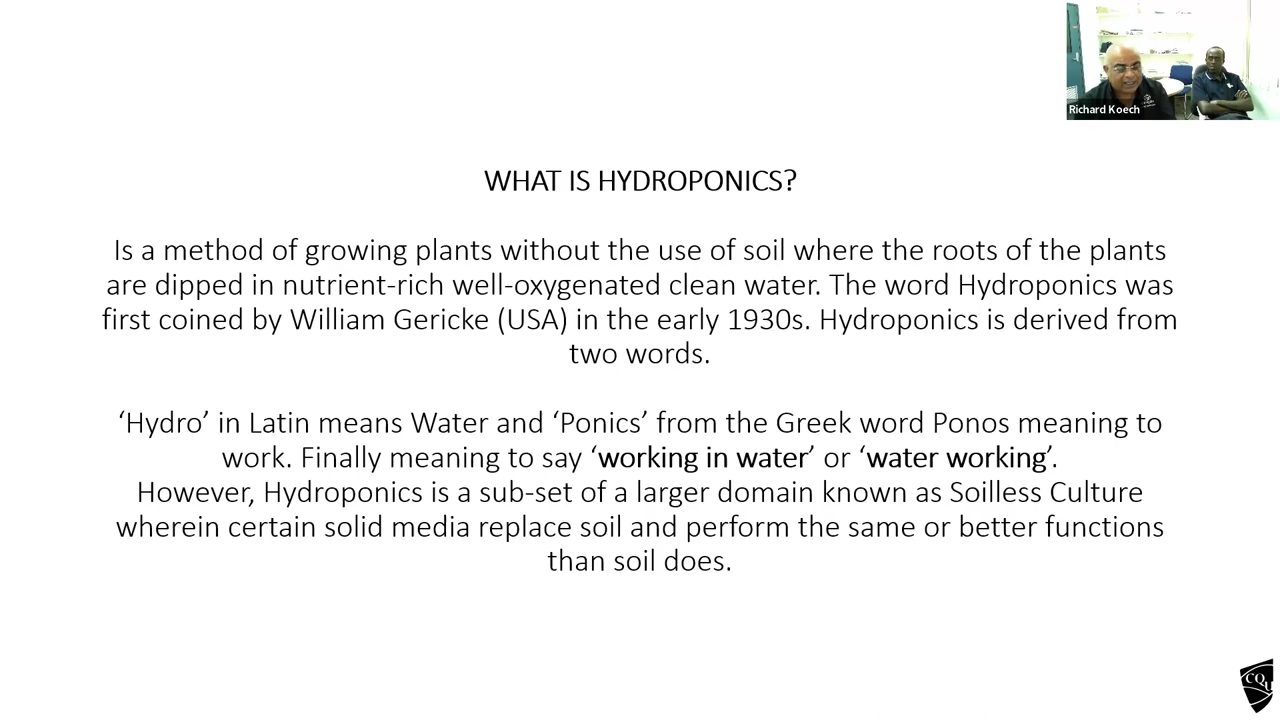 Richard Koech
WHAT IS HYDROPONICS?
Is a method of growing plants without the use of soil where the roots of the plants
are dipped in nutrient-rich well-oxygenated clean water. The word Hydroponics was
first coined by William Gericke (USA) in the early 1930s. Hydroponics is derived from
two words.
‘Hydro’ in Latin means Water and ‘Ponics’ from the Greek word Ponos meaning to
work. Finally meaning to say ‘working in water’ or ‘water working’.
However, Hydroponics is a sub-set of a larger domain known as Soilless Culture
wherein certain solid media replace soil and perform the same or better functions
than soil does.
CQU